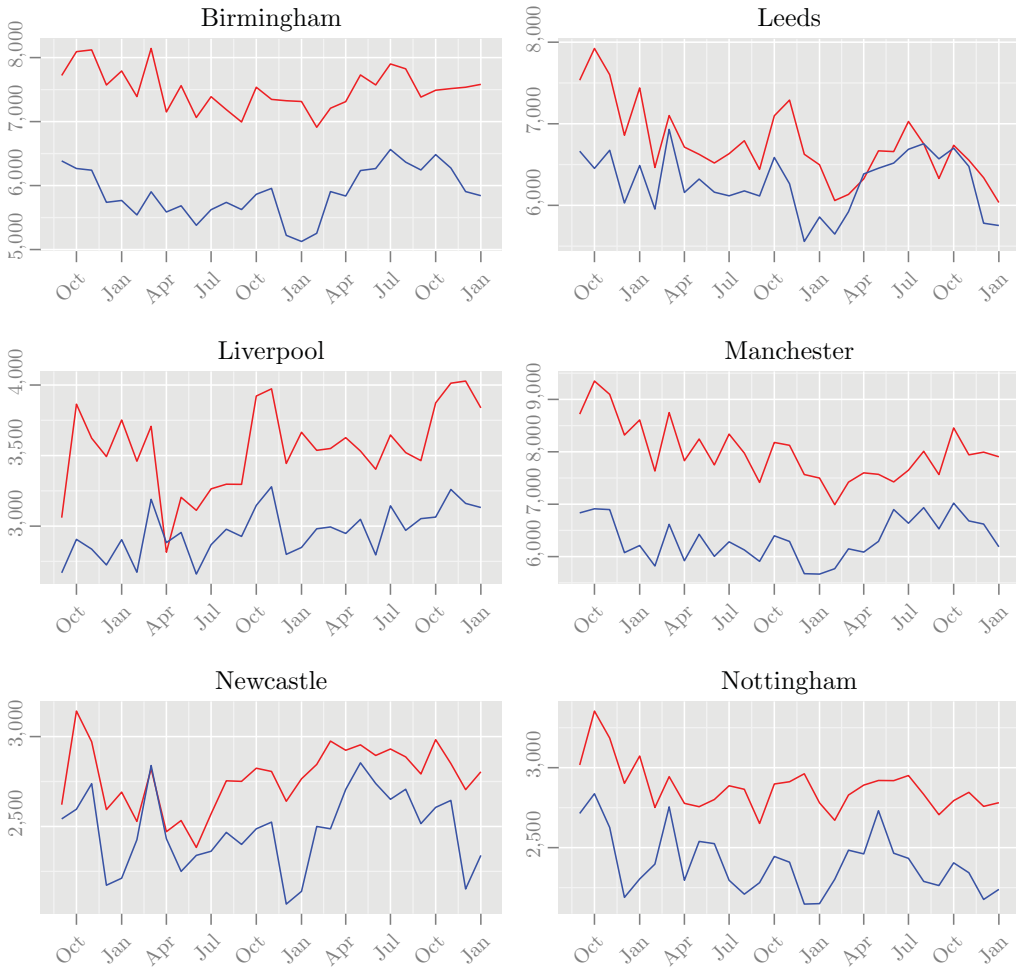 Birmingham
8,000
7,000
6,000
5,000
Oct Jan Apr Jul Oct Jan Apr Jul Oct Jan
Leeds
8,000
7,000
6,000
Oct Jan Apr Jul Oct Jan Apr Jul Oct Jan
Liverpool
4,000
3,500
3,000
Oct Jan Apr Jul Oct Jan Apr Jul Oct Jan
Manchester
9,000
8,000
7,000
6,000
Oct Jan Apr Jul Oct Jan Apr Jul Oct Jan
Newcastle
3,000
2,500
Oct Jan Apr Jul Oct Jan Apr Jul Oct Jan
Nottingham
3,000
2,500
Oct Jan Apr Jul Oct Jan Apr Jul Oct Jan